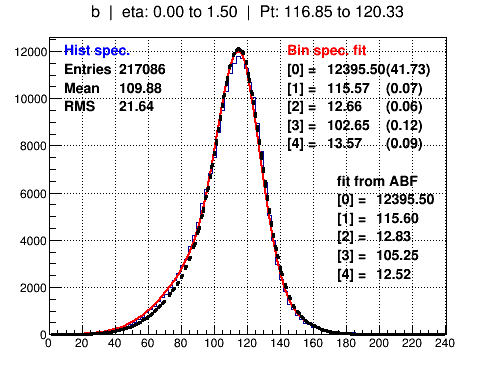 b | eta: 0.00 to 1.50 | Pt: 116.85 to 120.33
Hist spec.
Entries 217086
Mean 109.88
RMS 21.64
Bin spec. fit
[0] = 12395.50(41.73)
[1] = 115.57 (0.07)
[2] = 12.66 (0.06)
[3] = 102.65 (0.12)
[4] = 13.57 (0.09)
fit from ABF
[0] = 12395.50
[1] = 115.60
[2] = 12.83
[3] = 105.25
[4] = 12.52
12000
10000
8000
6000
4000
2000
0
0 20 40 60 80 100 120 140 160 180 200 220 240